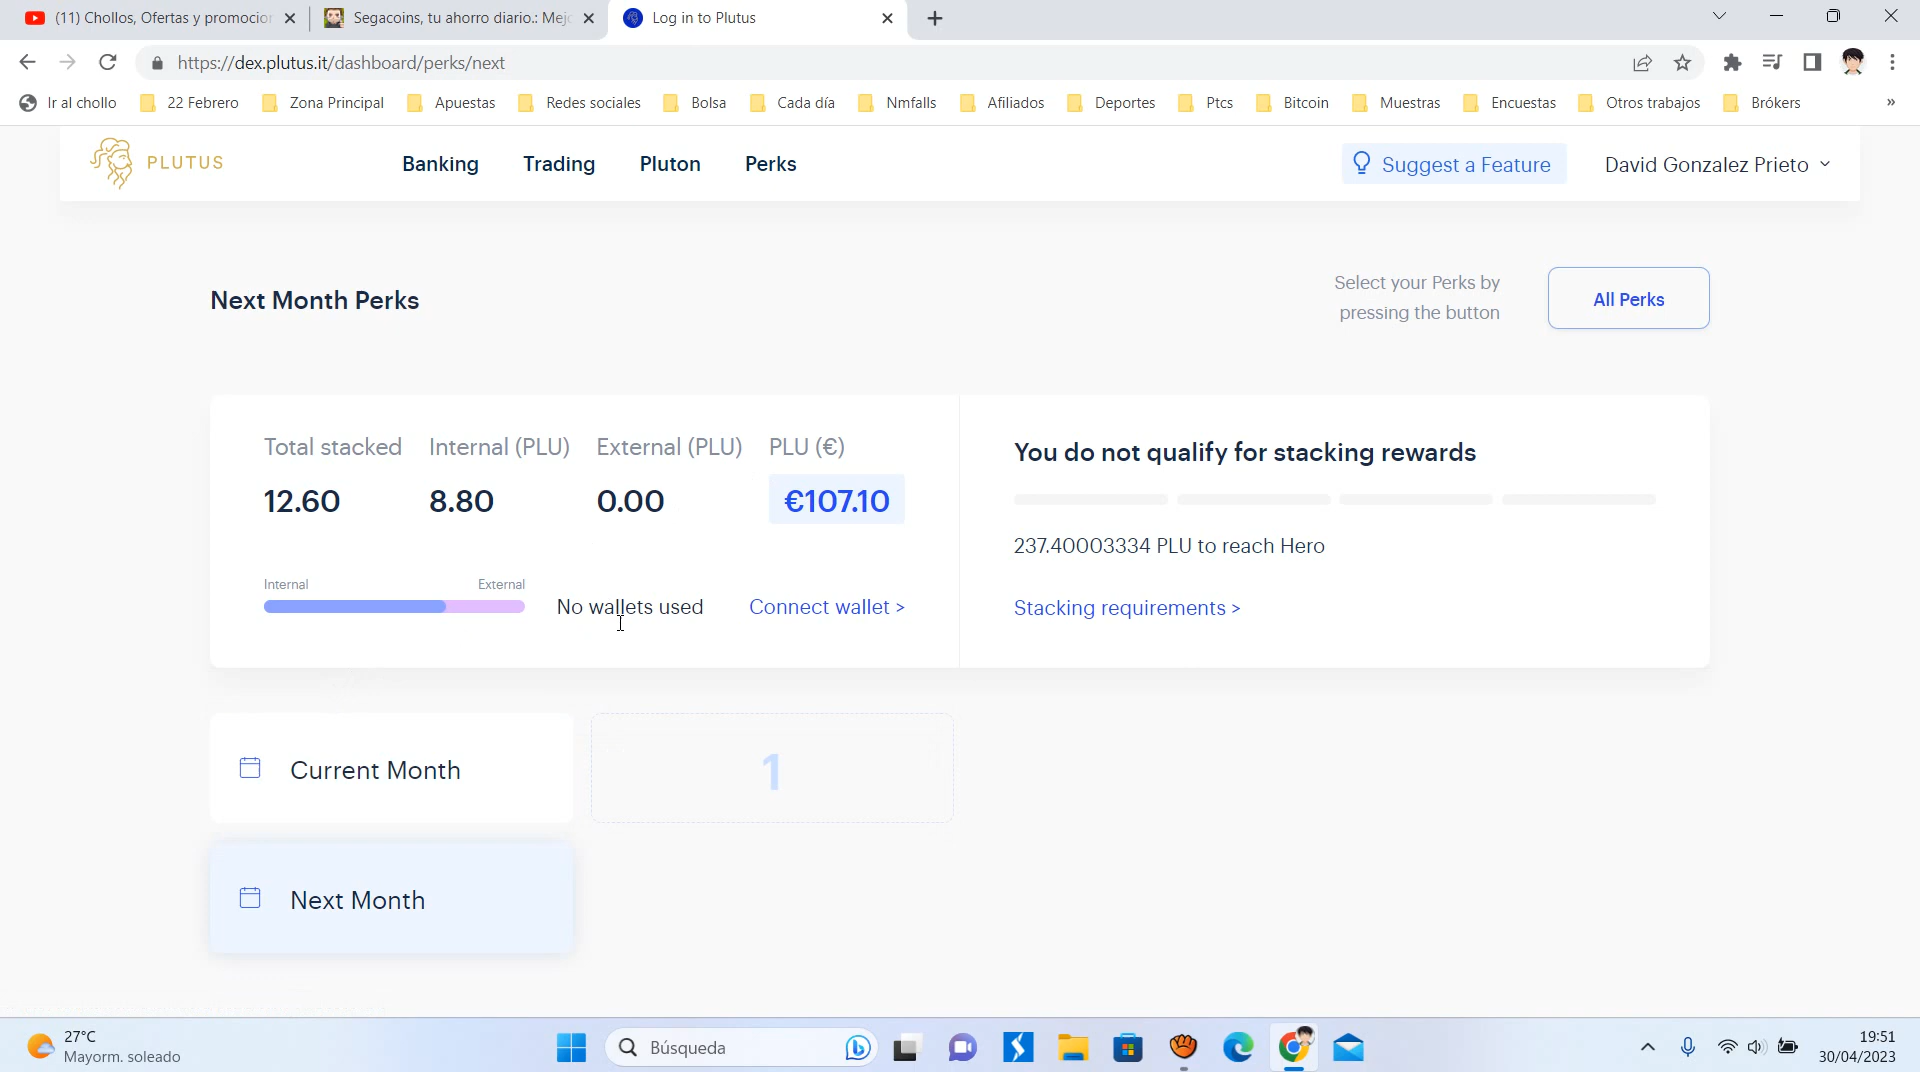 (11) Chollos, Ofertas y promocior
Segacoins, tu ahorro diario.: Mejo
Log in to Plutus
https://dex.plutus.it/dashboard/perks/next
Ir al chollo
22 Febrero
Zona Principal
Apuestas
Redes sociales
Bolsa
Cada día
Nmfalls
Afiliados
Deportes
Ptcs
Bitcoin
Muestras
Encuestas
Otros trabajos
Brókers
»
PLUTUS
Banking
Trading
Pluton
Perks
Suggest a Feature
David Gonzalez Prieto
Next Month Perks
Select your Perks by
pressing the button
All Perks
Total stacked Internal (PLU) External (PLU) PLU (€)
12.60 8.80 0.00 €107.10
Internal External
No wallets used
Connect wallet >
You do not qualify for stacking rewards
237.40003334 PLU to reach Hero
Stacking requirements >
Current Month
1
Next Month
27°C
Mayorm. soleado
Búsqueda
19:51
30/04/2023